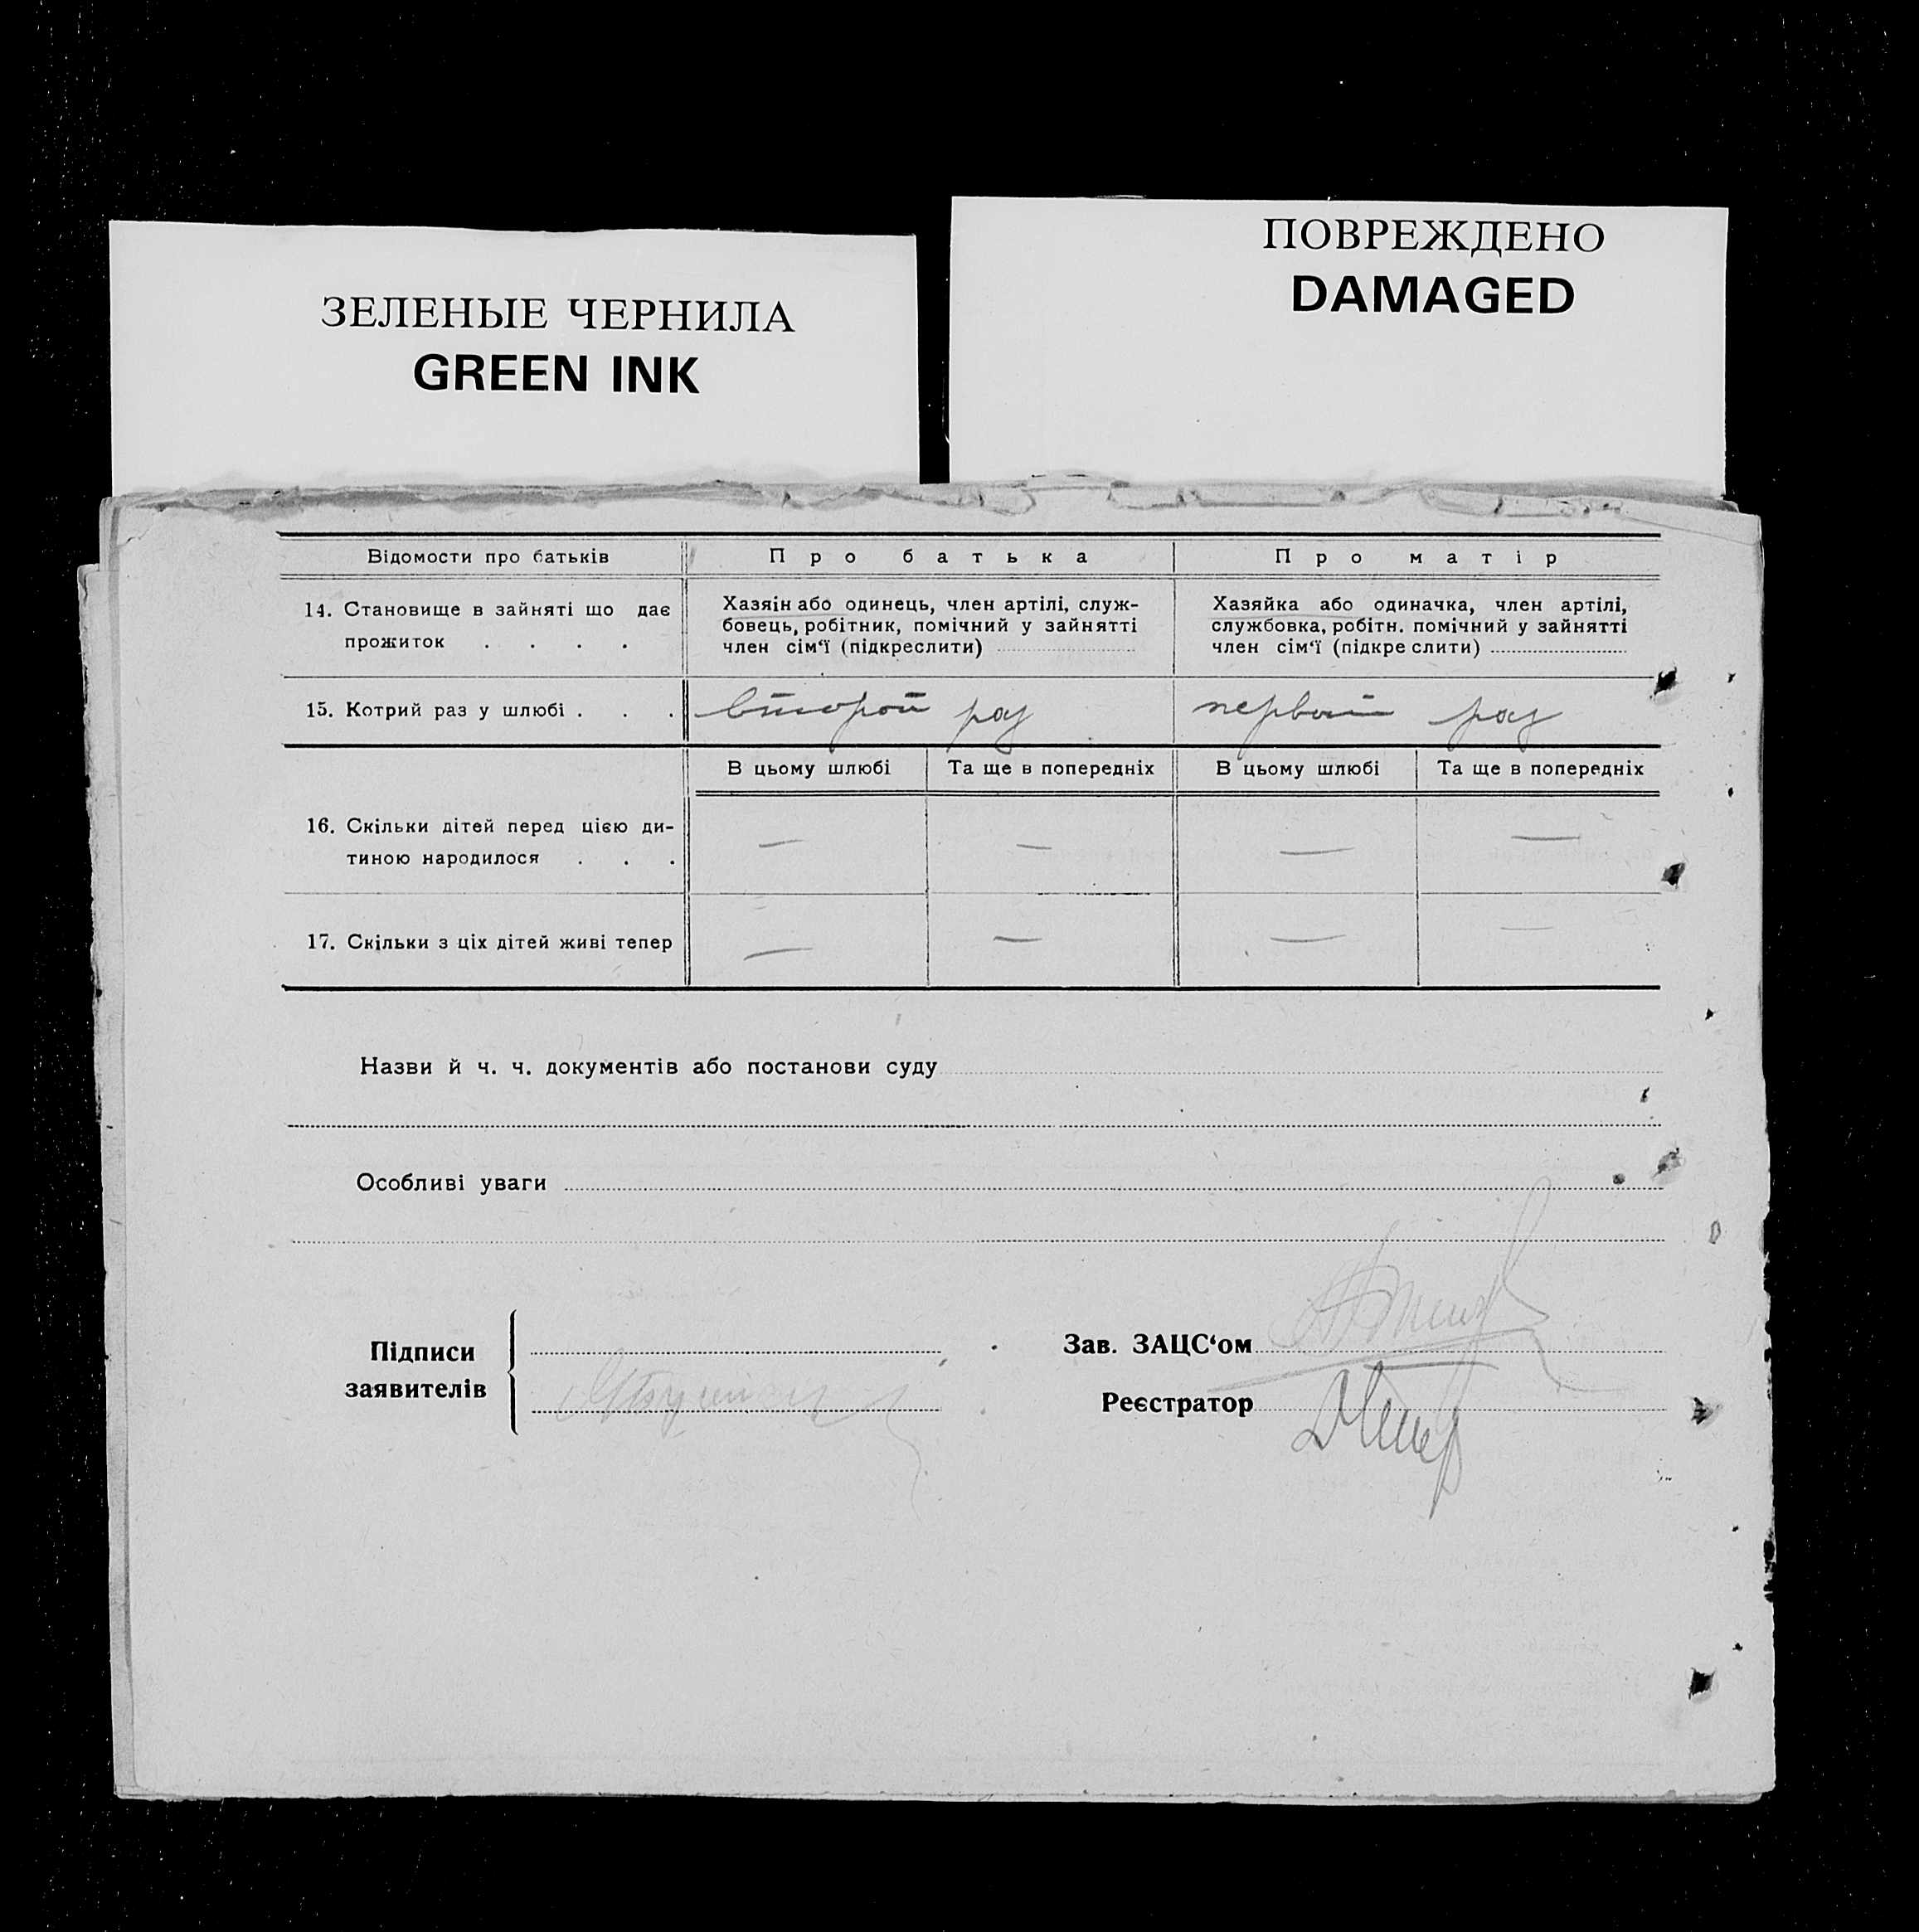 ЗЕЛЕНЫЕ ЧЕРНИЛА
GREEN INK
ПОВРЕЖДЕНО
DAMAGED
Відомости про батьків
Про батька
Про матір
14. Становище в зайняті що дає
прожиток . . . .
Хазяін або одинець, член артілі, служ-
бовець, робітник, помічний у зайнятті
член сім‘ї (підкреслити)
Хазяйка або одиначка, член артілі,
службовка, робітн. помічний у зайнятті
член сім‘ї (підкреслити)
15. Котрий раз у шлюбі . . .
второй раз
первый раз
В цьому шлюбі
Та ще в попередніх
В цьому шлюбі
Та ще в попередніх
16. Скільки дітей перед цією ди-
тиною народилося . . .
— — — —
17. Скільки з ціх дітей живі тепер
— — — —
Назви й ч. ч. документів або постанови суду
Особливі уваги
Підписи
заявителів
Зав. ЗАЦС‘ом
Реєстратор